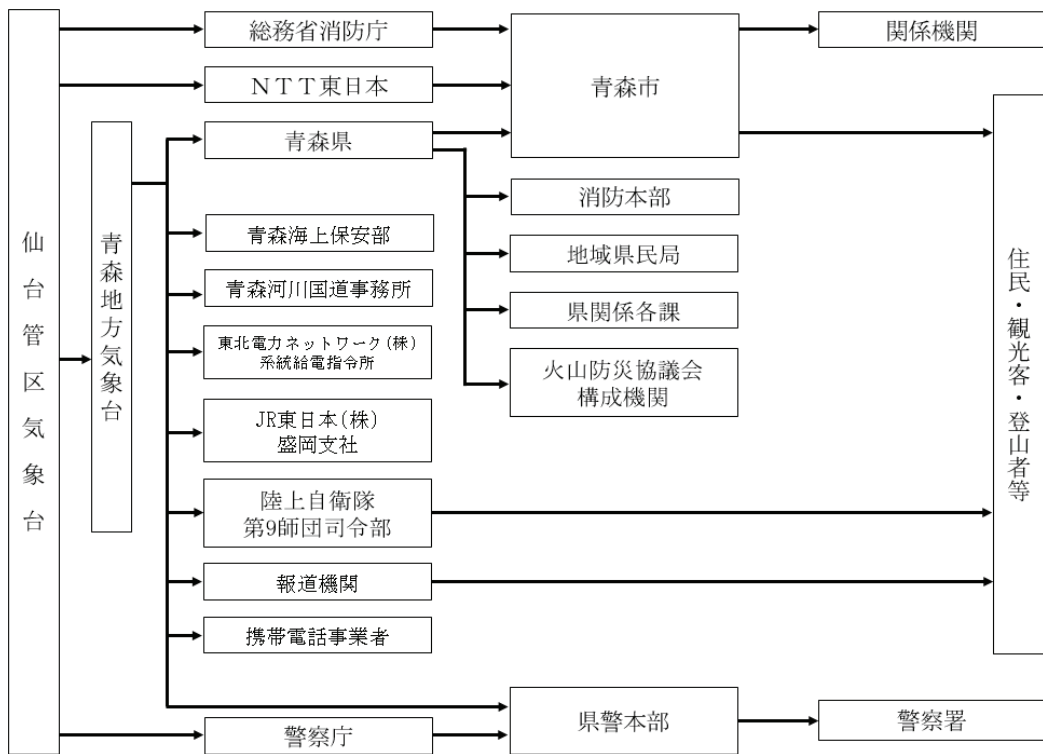 仙台管区気象台
青森地方気象台
総務省消防庁
ＮＴＴ東日本
青森県
青森海上保安部
青森河川国道事務所
東北電力ネットワーク(株)
系統給電指令所
JR東日本(株)
盛岡支社
陸上自衛隊
第9師団司令部
報道機関
携帯電話事業者
警察庁
青森市
消防本部
地域県民局
県関係各課
火山防災協議会
構成機関
県警本部
関係機関
住民・観光客・登山者等
警察署